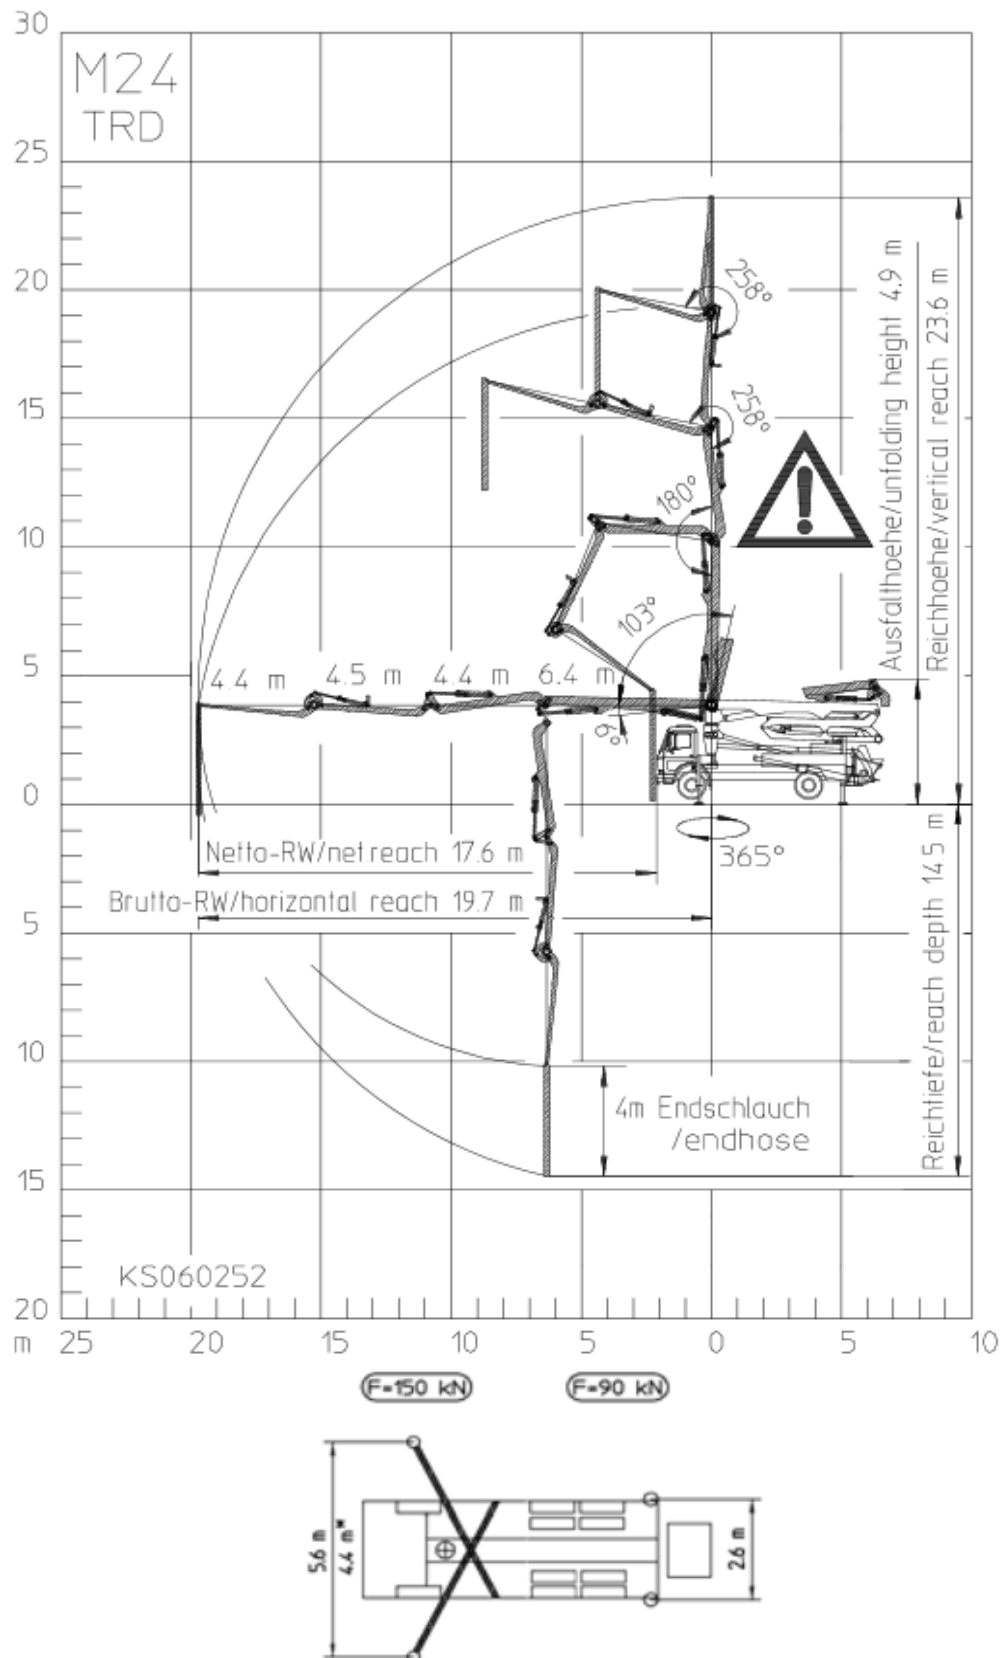 30
M24
TRD
25
20
15
10
5
0
5
10
15
20
m
25
20
15
10
5
0
5
10
258°
258°
180°
103°
9°
4.4 m
4.5 m
4.4 m
6.4 m
Ausfalthoehe/unfolding height 4.9 m
Reichhoehe/vertical reach 23.6 m
365°
Netto-RW/net reach 17.6 m
Brutto-RW/horizontal reach 19.7 m
Reichtiefe/reach depth 14.5 m
4m Endschlauch
/endhose
KS060252
F=150 kN
F=90 kN
5.6 m
4.4 m*
2.6 m